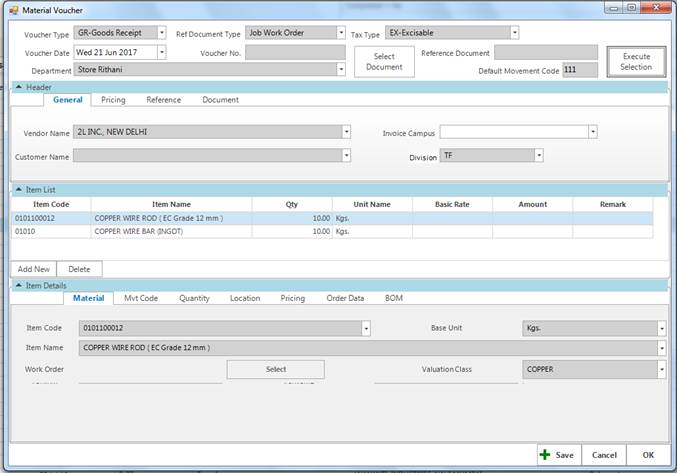 Material Voucher
Voucher Type GR-Goods Receipt Ref Document Type Job Work Order Tax Type EX-Excisable
Voucher Date Wed 21 Jun 2017 Voucher No. Select Document Reference Document Execute Selection
Department Store Rithani Default Movement Code 111
Header
General Pricing Reference Document
Vendor Name 2L INC., NEW DELHI Invoice Campus
Customer Name Division TF
Item List
Item Code Item Name Qty Unit Name Basic Rate Amount Remark
0101100012 COPPER WIRE ROD ( EC Grade 12 mm ) 10.00 Kgs.
01010 COPPER WIRE BAR (INGOT) 10.00 Kgs.
Add New Delete
Item Details
Material Mvt Code Quantity Location Pricing Order Data BOM
Item Code 0101100012 Base Unit Kgs.
Item Name COPPER WIRE ROD ( EC Grade 12 mm )
Work Order Select Valuation Class COPPER
Save Cancel OK